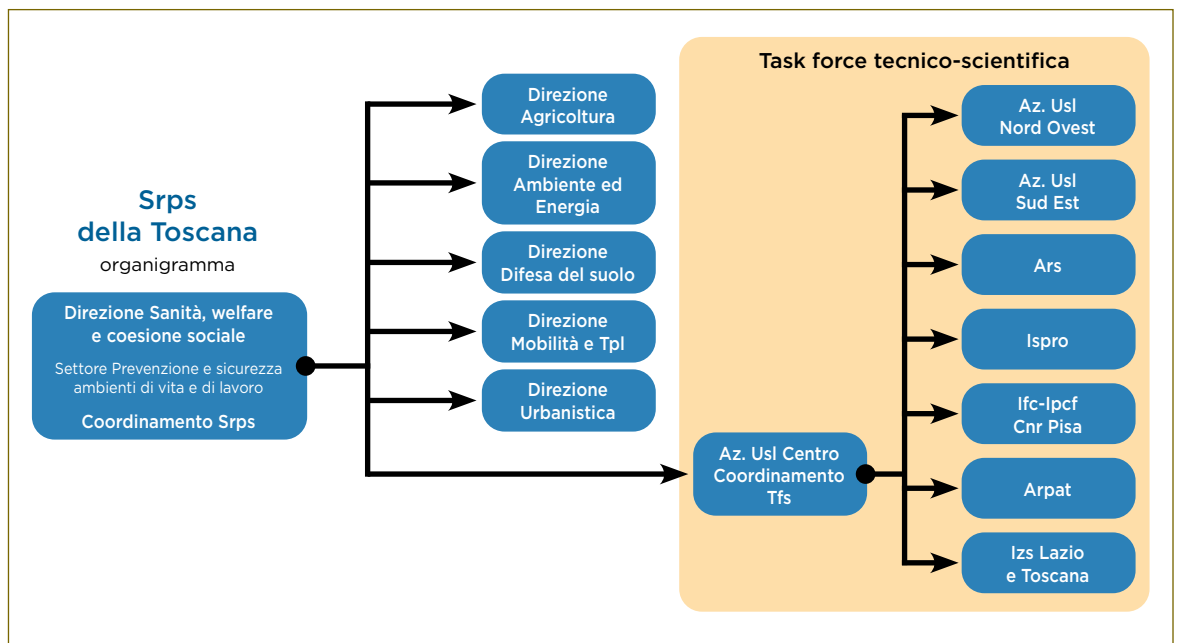 Srps
della Toscana
organigramma
Direzione Sanità, welfare
e coesione sociale
Settore Prevenzione e sicurezza
ambienti di vita e di lavoro
Coordinamento Srps
Direzione
Agricoltura
Direzione
Ambiente ed
Energia
Direzione
Difesa del suolo
Direzione
Mobilità e Tpl
Direzione
Urbanistica
Task force tecnico-scientifica
Az. Usl Centro
Coordinamento
Tfs
Az. Usl
Nord Ovest
Az. Usl
Sud Est
Ars
Ispro
Ifc-Ipcf
Cnr Pisa
Arpat
Izs Lazio
e Toscana